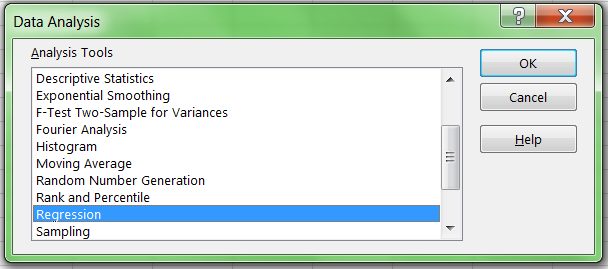 Data Analysis
Analysis Tools
Descriptive Statistics
Exponential Smoothing
F-Test Two-Sample for Variances
Fourier Analysis
Histogram
Moving Average
Random Number Generation
Rank and Percentile
Regression
Sampling
OK
Cancel
Help